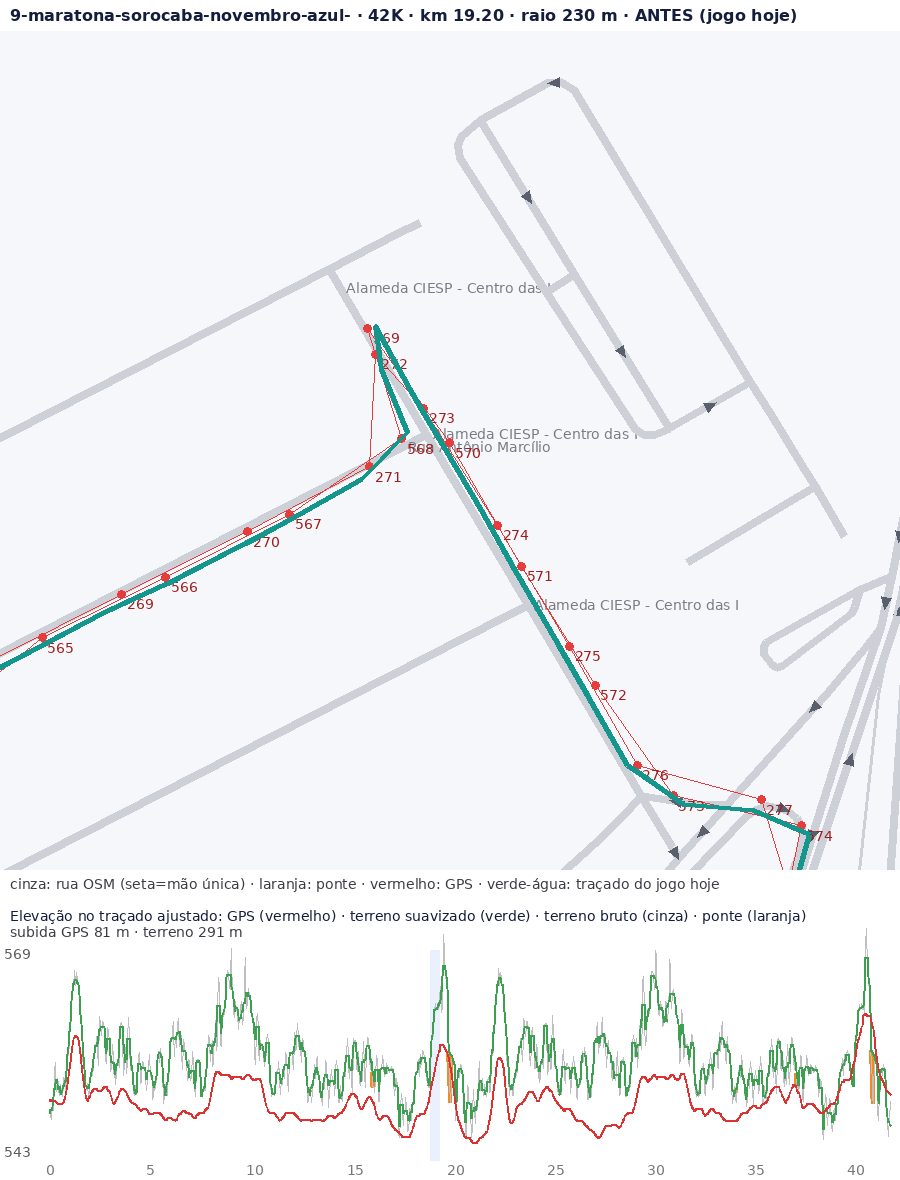 9-maratona-sorocaba-novembro-azul- · 42K · km 19.20 · raio 230 m · ANTES (jogo hoje)
Alameda CIESP - Centro das I
569
272
273
Alameda CIESP - Centro das I
Rua Antônio Marcílio
568
570
271
567
274
270
571
566
269
Alameda CIESP - Centro das I
565
275
572
276
573
277
574
cinza: rua OSM (seta=mão única) · laranja: ponte · vermelho: GPS · verde-água: traçado do jogo hoje
Elevação no traçado ajustado: GPS (vermelho) · terreno suavizado (verde) · terreno bruto (cinza) · ponte (laranja)
subida GPS 81 m · terreno 291 m
569
543
0 5 10 15 20 25 30 35 40